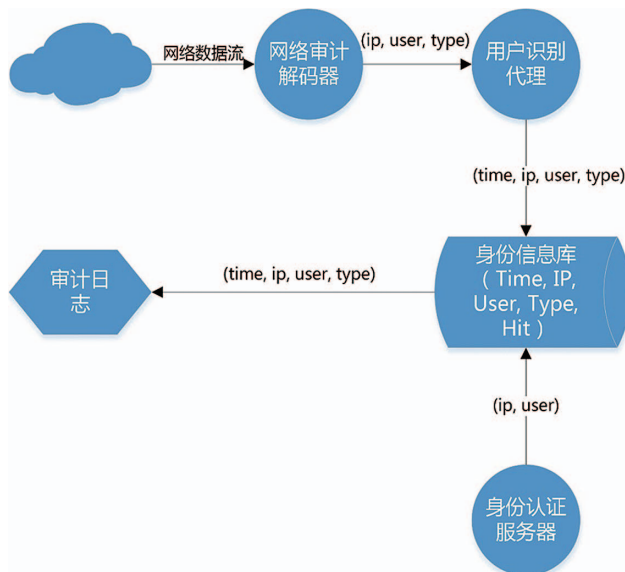 网络数据流
网络审计
解码器
(ip, user, type)
用户识别
代理
(time, ip, user, type)
审计日
志
(time, ip, user, type)
身份信息库
（ Time, IP,
User, Type,
Hit ）
(ip, user)
身份认证
服务器